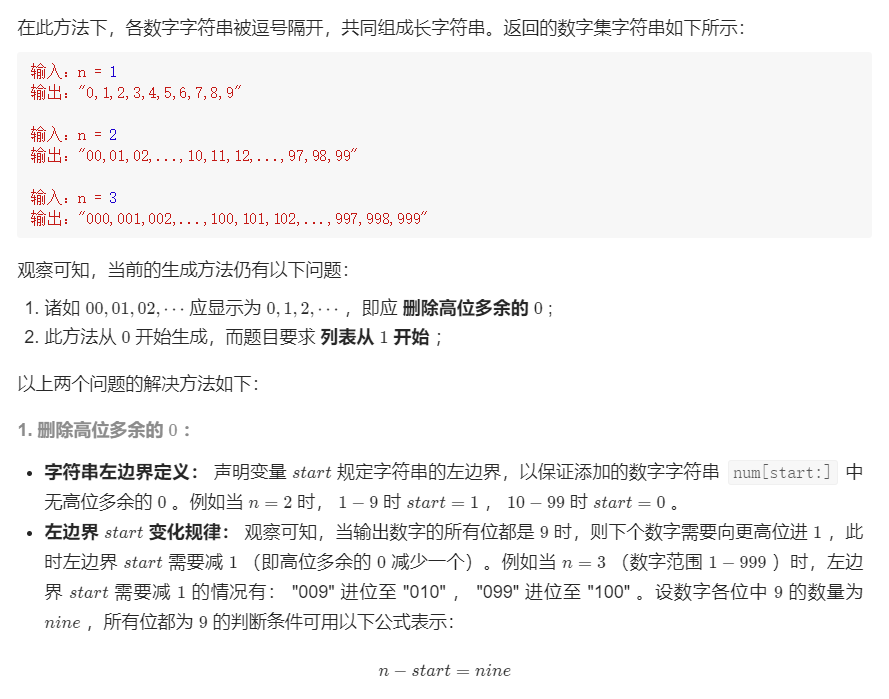 在此方法下，各数字字符串被逗号隔开，共同组成长字符串。返回的数字集字符串如下所示：
输入：n = 1
输出："0,1,2,3,4,5,6,7,8,9"
输入：n = 2
输出："00,01,02,...,10,11,12,...,97,98,99"
输入：n = 3
输出："000,001,002,...,100,101,102,...,997,998,999"
观察可知，当前的生成方法仍有以下问题：
1. 诸如 00, 01, 02, ⋯ 应显示为 0, 1, 2, ⋯ ，即应 删除高位多余的 0 ；
2. 此方法从 0 开始生成，而题目要求 列表从 1 开始 ；
以上两个问题的解决方法如下：
1. 删除高位多余的 0 ：
• 字符串左边界定义： 声明变量 start 规定字符串的左边界，以保证添加的数字字符串 num[start:] 中
无高位多余的 0 。例如当 n = 2 时， 1 − 9 时 start = 1 ， 10 − 99 时 start = 0 。
• 左边界 start 变化规律： 观察可知，当输出数字的所有位都是 9 时，则下个数字需要向更高位进 1 ，此
时左边界 start 需要减 1 （即高位多余的 0 减少一个）。例如当 n = 3 （数字范围 1 − 999 ）时，左边
界 start 需要减 1 的情况有： "009" 进位至 "010" ， "099" 进位至 "100" 。设数字各位中 9 的数量为
nine ，所有位都为 9 的判断条件可用以下公式表示：
n − start = nine